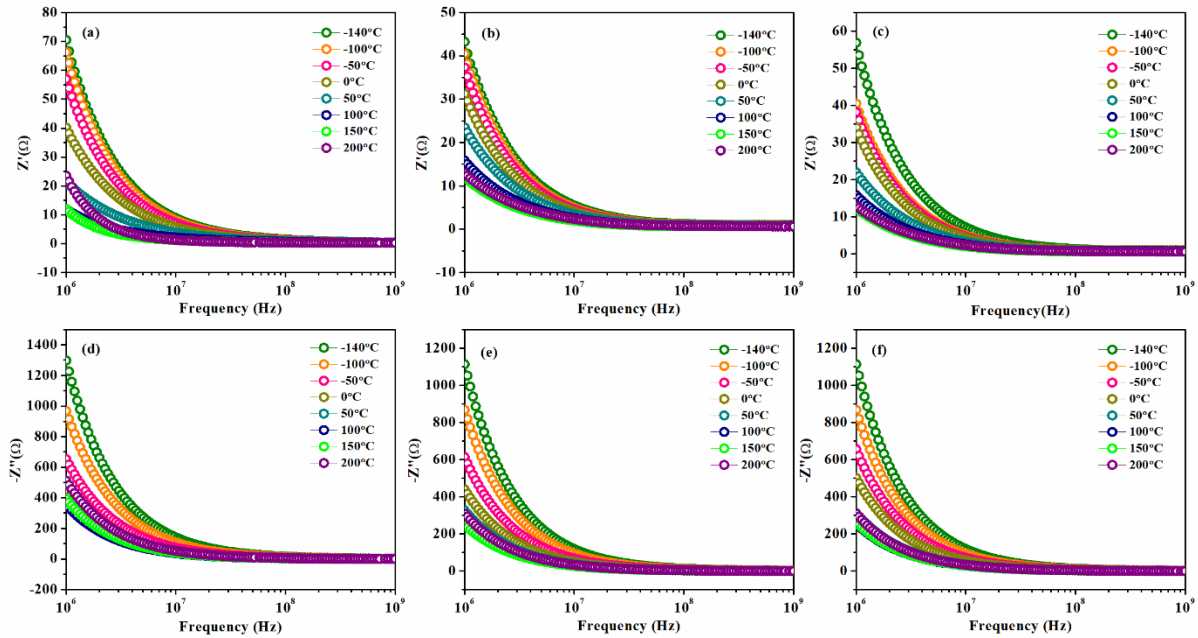 80
70
60
50
40
30
20
10
0
-10
Z'(Ω)
(a)
-140°C
-100°C
-50°C
0°C
50°C
100°C
150°C
200°C
10⁶
10⁷
10⁸
10⁹
Frequency (Hz)
50
40
30
20
10
0
-10
Z'(Ω)
(b)
-140°C
-100°C
-50°C
0°C
50°C
100°C
150°C
200°C
10⁶
10⁷
10⁸
10⁹
Frequency (Hz)
60
50
40
30
20
10
0
Z'(Ω)
(c)
-140°C
-100°C
-50°C
0°C
50°C
100°C
150°C
200°C
10⁶
10⁷
10⁸
10⁹
Frequency(Hz)
1400
1200
1000
800
600
400
200
0
-200
-Z''(Ω)
(d)
-140°C
-100°C
-50°C
0°C
50°C
100°C
150°C
200°C
10⁶
10⁷
10⁸
10⁹
Frequency (Hz)
1200
1000
800
600
400
200
0
-Z''(Ω)
(e)
-140°C
-100°C
-50°C
0°C
50°C
100°C
150°C
200°C
10⁶
10⁷
10⁸
10⁹
Frequency (Hz)
1200
1000
800
600
400
200
0
-Z''(Ω)
(f)
-140°C
-100°C
-50°C
0°C
50°C
100°C
150°C
200°C
10⁶
10⁷
10⁸
10⁹
Frequency (Hz)